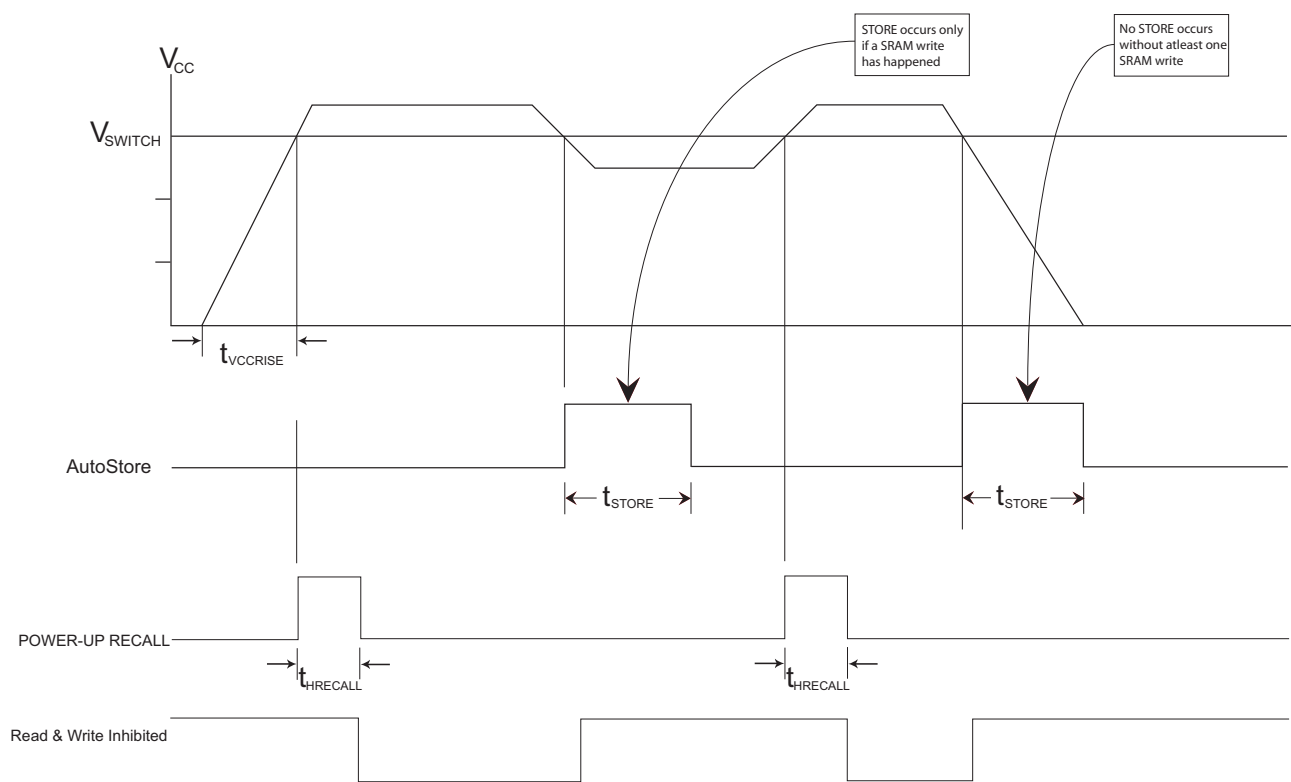 STORE occurs only
if a SRAM write
has happened
No STORE occurs
without atleast one
SRAM write
VCC
VSWITCH
tVCCRISE
AutoStore
tSTORE
tSTORE
POWER-UP RECALL
tHRECALL
tHRECALL
Read & Write Inhibited